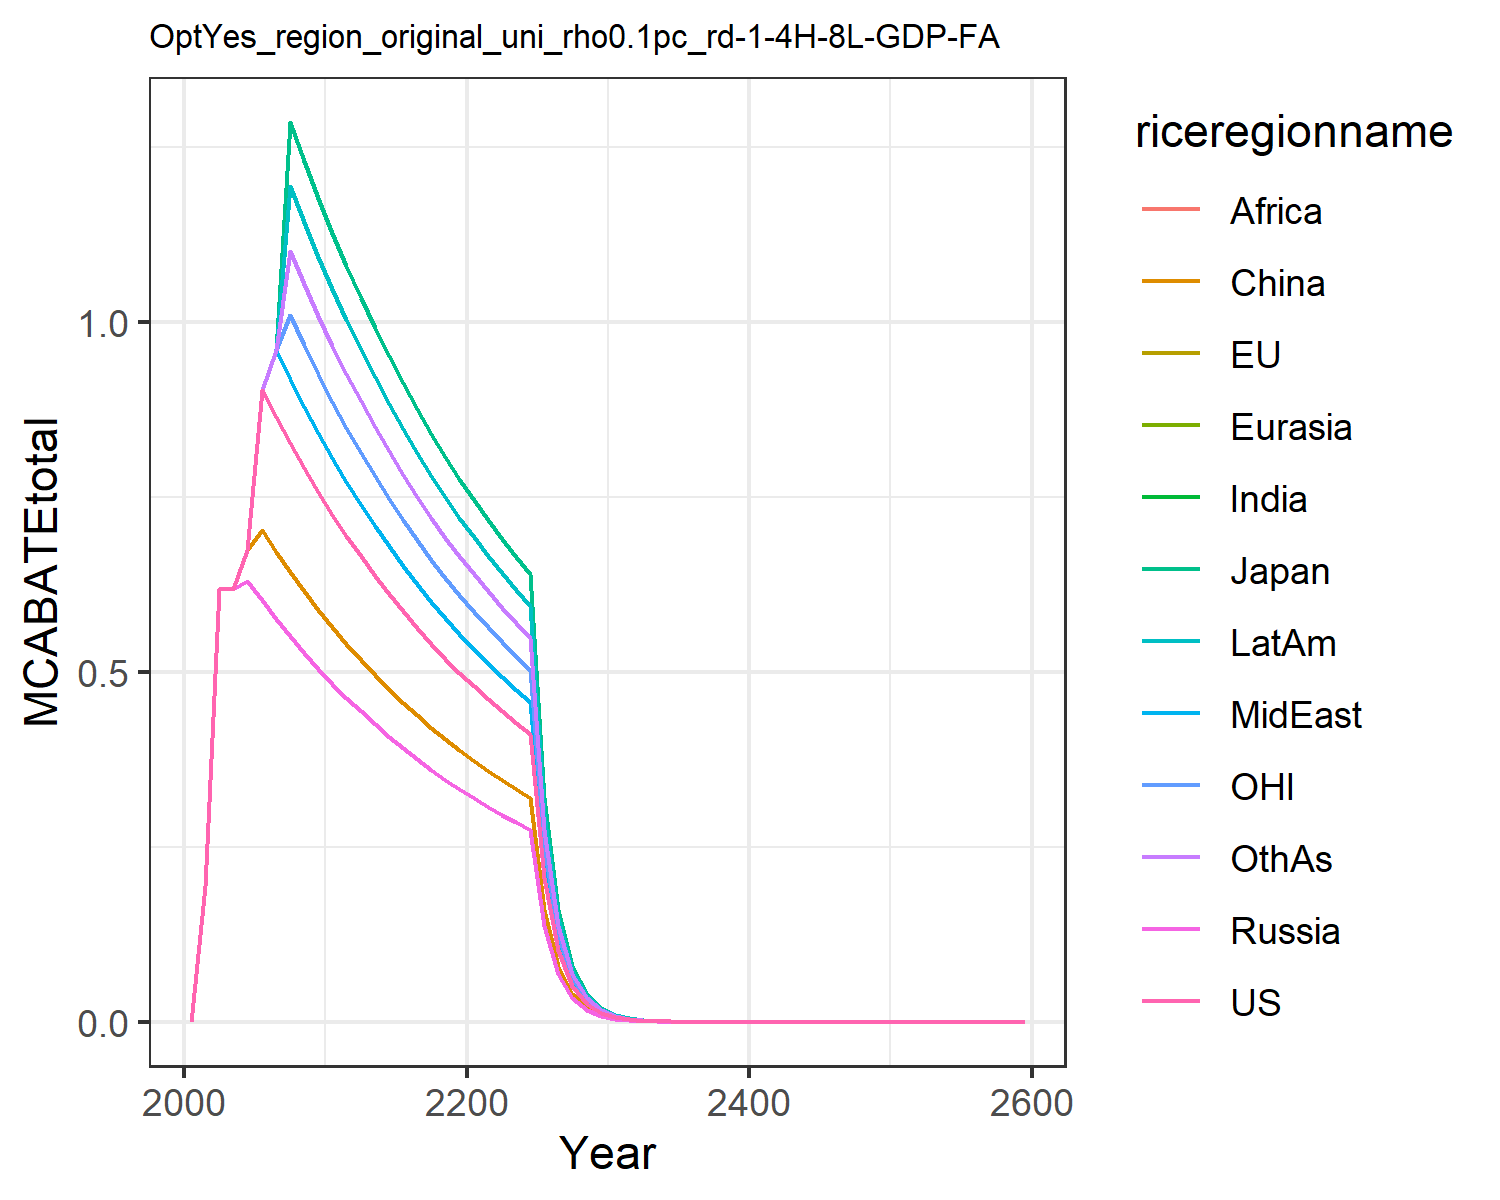 OptYes_region_original_uni_rho0.1pc_rd-1-4H-8L-GDP-FA
MCABATEtotal
1.0
0.5
0.0
2000
2200
2400
2600
Year
riceregionname
Africa
China
EU
Eurasia
India
Japan
LatAm
MidEast
OHI
OthAs
Russia
US